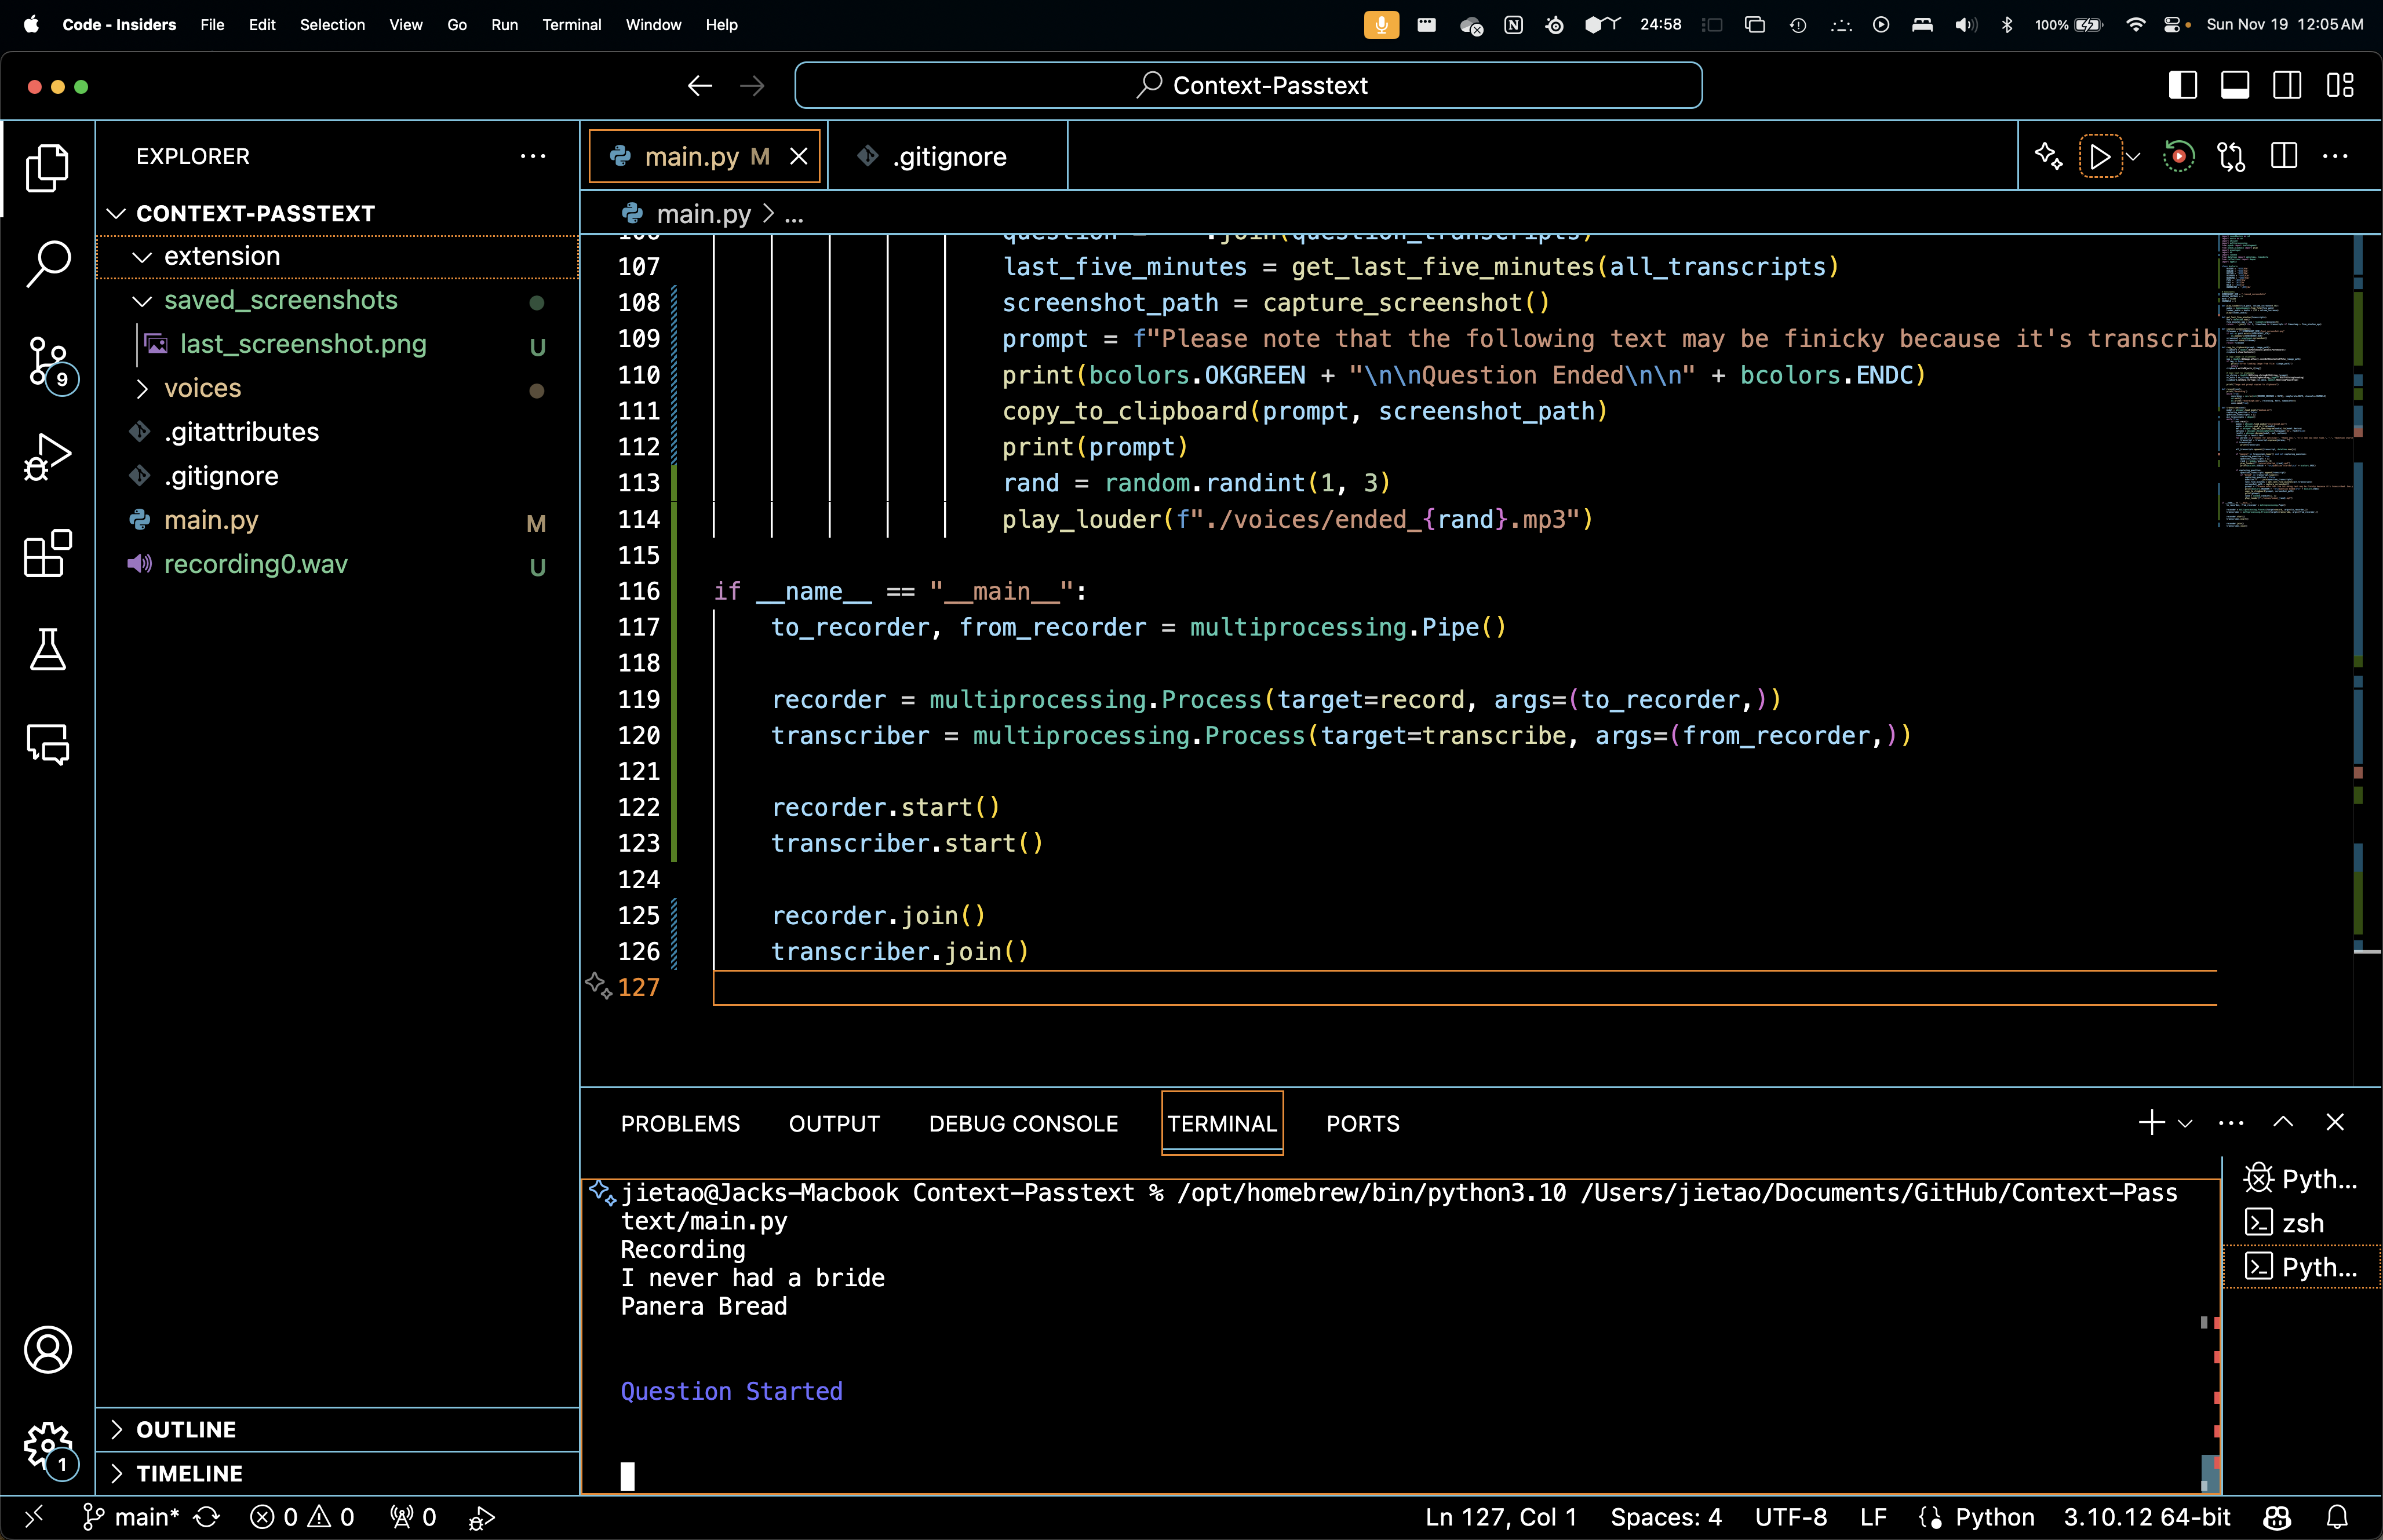 Code - Insiders File Edit Selection View Go Run Terminal Window Help 24:58 100% Sun Nov 19 12:05 AM
Context-Passtext
EXPLORER
CONTEXT-PASSTEXT
extension
saved_screenshots
last_screenshot.png U
voices
.gitattributes
.gitignore
main.py M
recording0.wav U
OUTLINE
TIMELINE
9
1
main.py M
.gitignore
main.py > ...
106 question = .join(question_transcripts)
107 last_five_minutes = get_last_five_minutes(all_transcripts)
108 screenshot_path = capture_screenshot()
109 prompt = f"Please note that the following text may be finicky because it's transcrib
110 print(bcolors.OKGREEN + "\n\nQuestion Ended\n\n" + bcolors.ENDC)
111 copy_to_clipboard(prompt, screenshot_path)
112 print(prompt)
113 rand = random.randint(1, 3)
114 play_louder(f"./voices/ended_{rand}.mp3")
115
116 if __name__ == "__main__":
117 to_recorder, from_recorder = multiprocessing.Pipe()
118
119 recorder = multiprocessing.Process(target=record, args=(to_recorder,))
120 transcriber = multiprocessing.Process(target=transcribe, args=(from_recorder,))
121
122 recorder.start()
123 transcriber.start()
124
125 recorder.join()
126 transcriber.join()
127
PROBLEMS OUTPUT DEBUG CONSOLE TERMINAL PORTS
jietao@Jacks-Macbook Context-Passtext % /opt/homebrew/bin/python3.10 /Users/jietao/Documents/GitHub/Context-Pass
text/main.py
Recording
I never had a bride
Panera Bread
Question Started
Pyth...
zsh
Pyth...
main* 0 0 0 Ln 127, Col 1 Spaces: 4 UTF-8 LF Python 3.10.12 64-bit